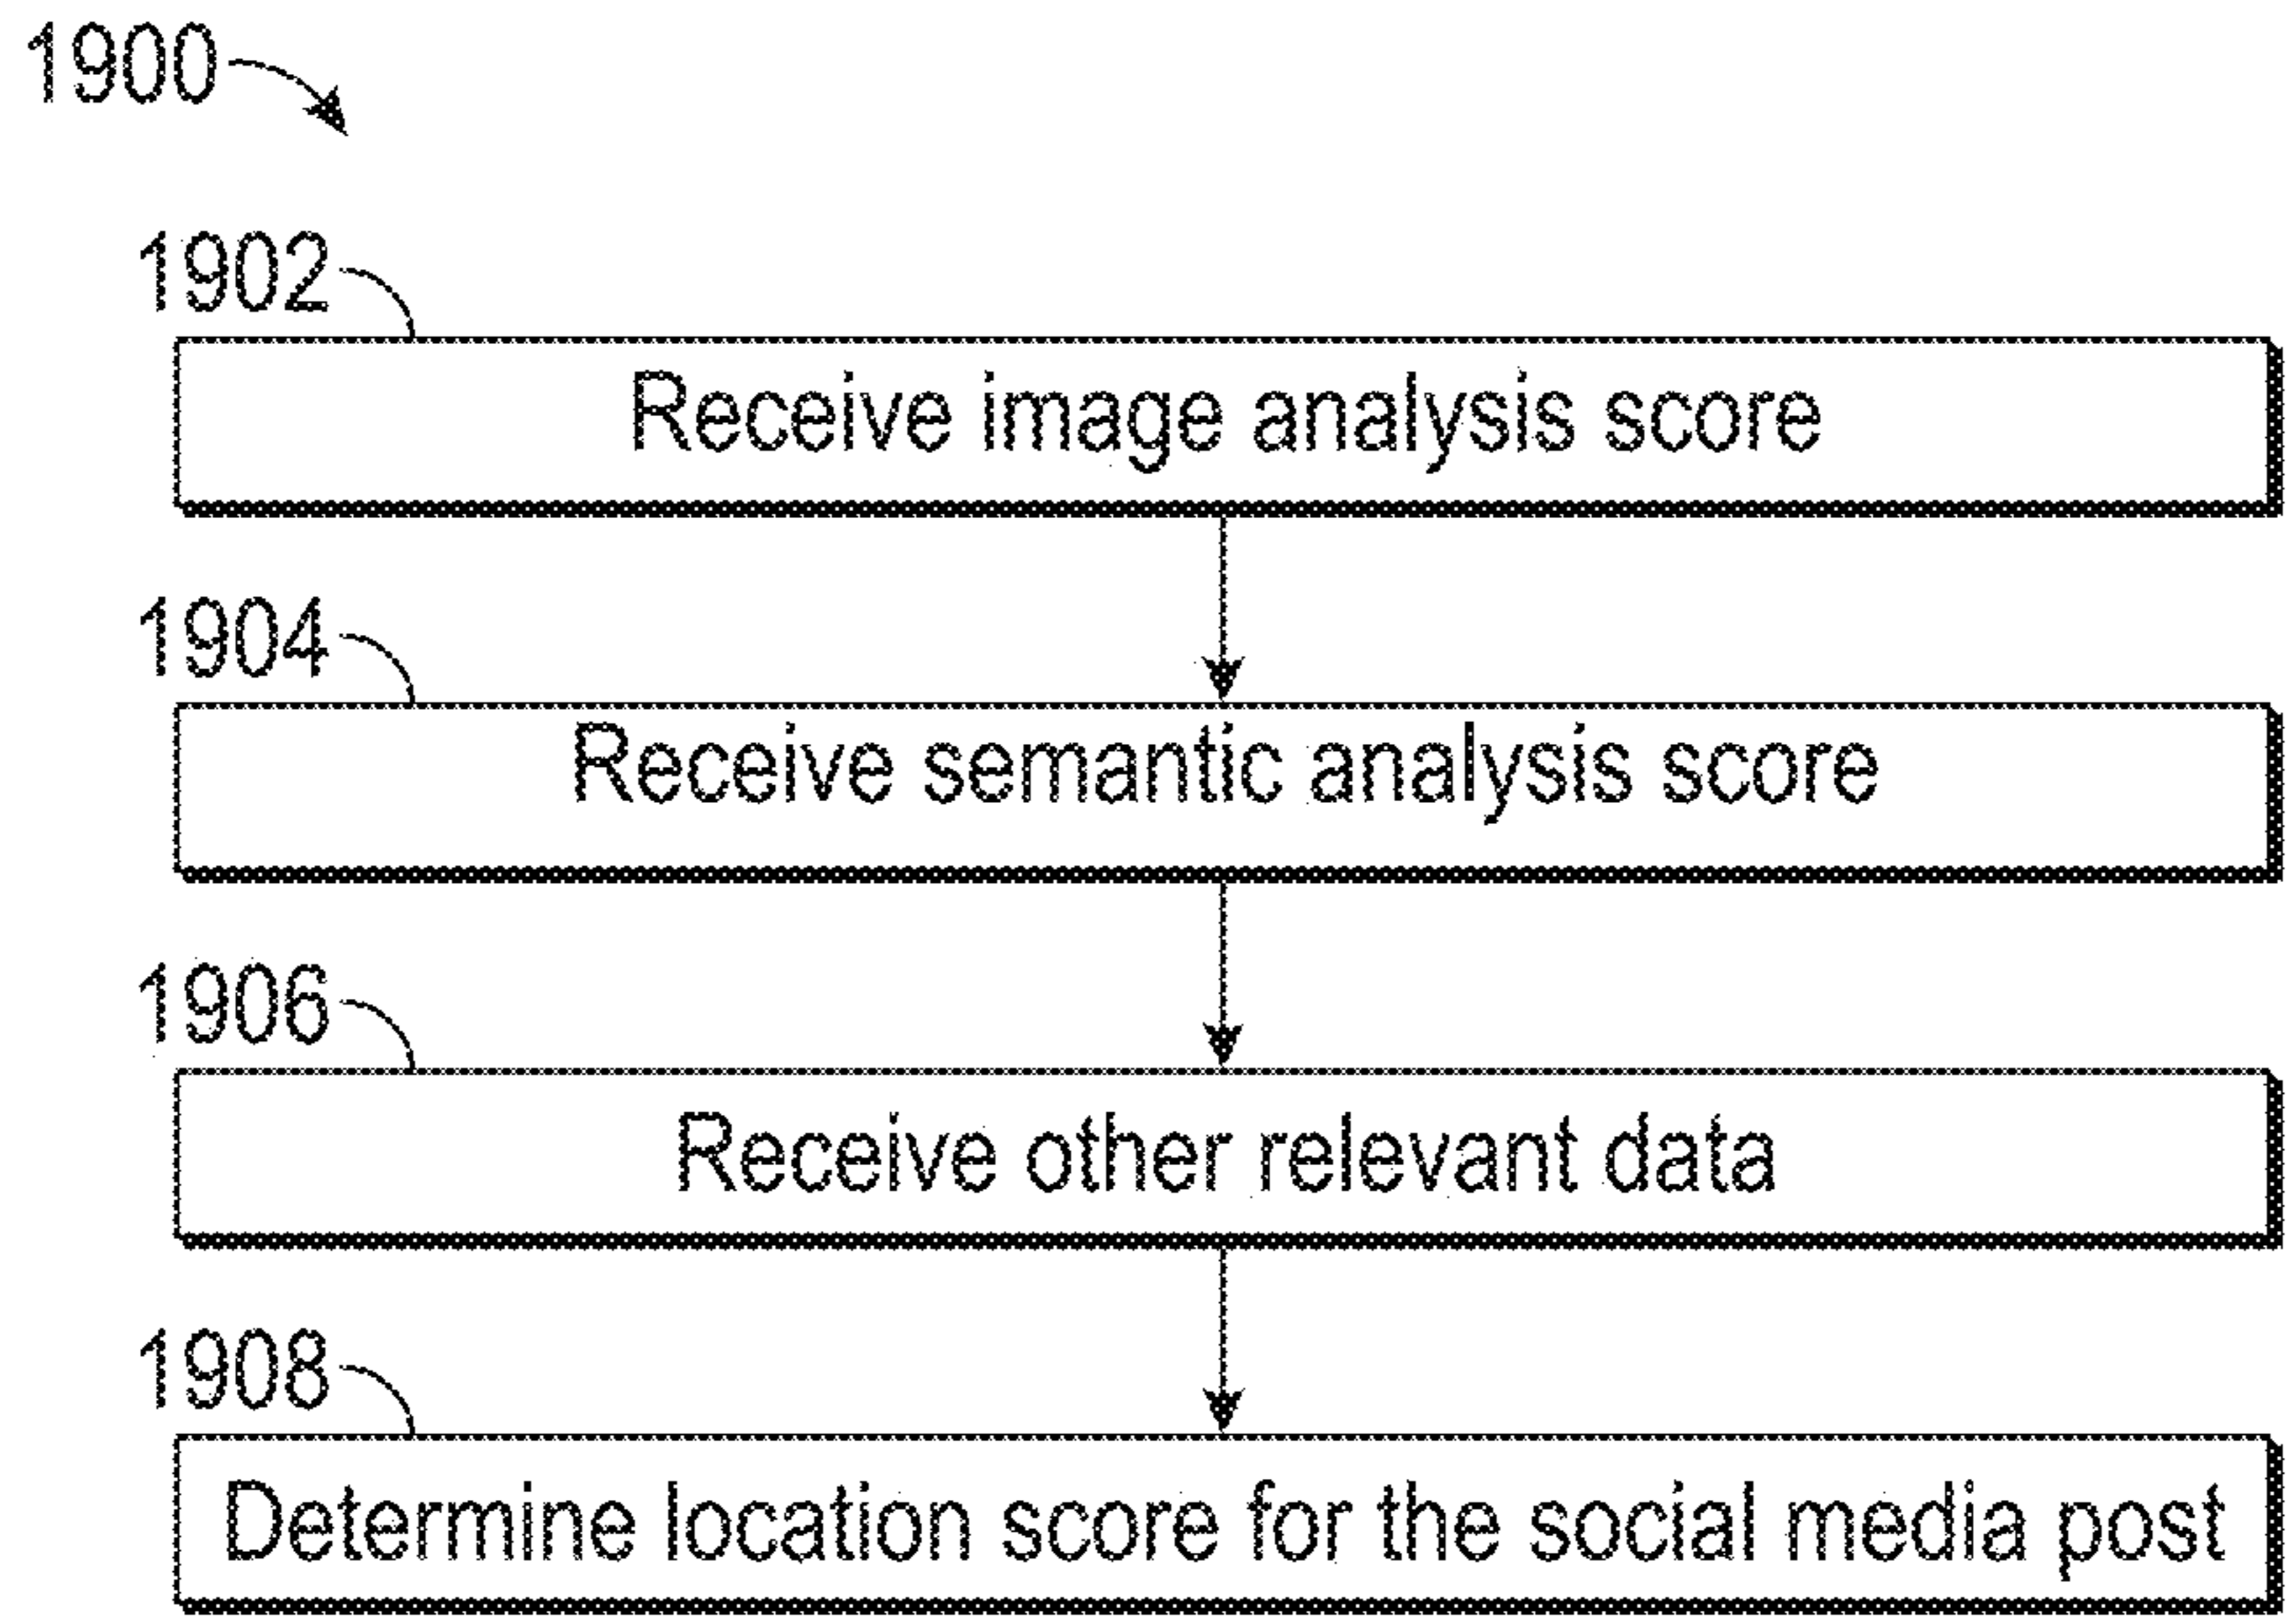 1900
1902
Receive image analysis score
1904
Receive semantic analysis score
1906
Receive other relevant data
1908
Determine location score for the social media post